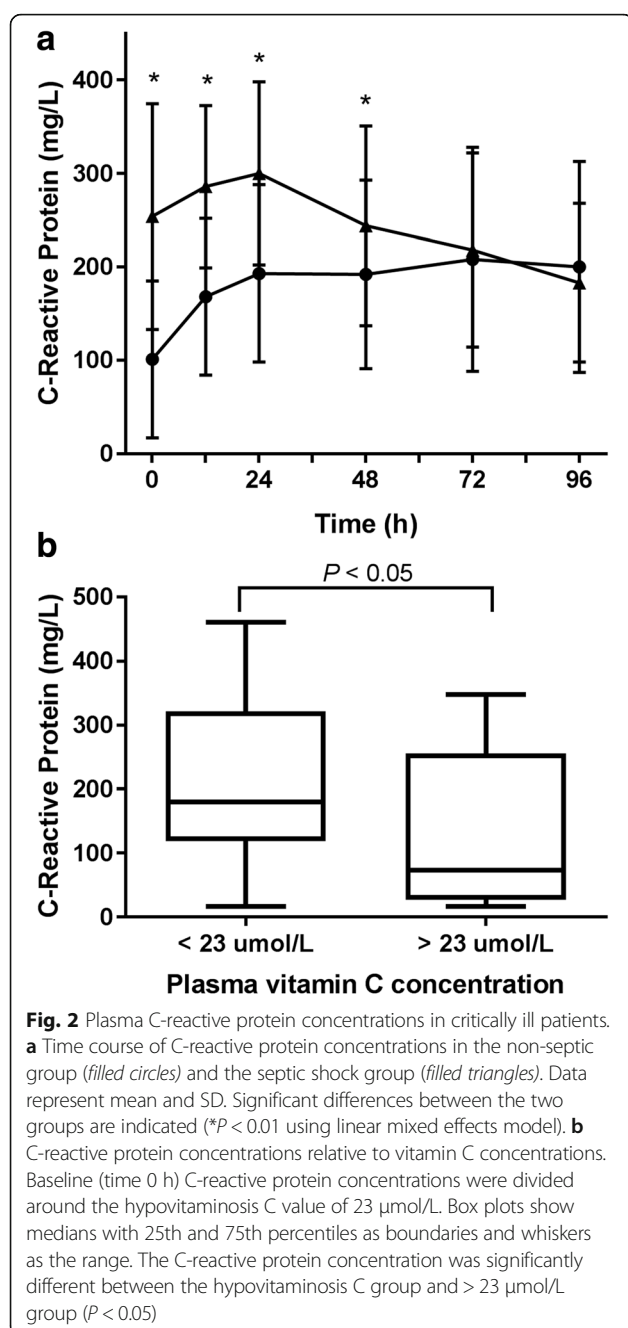 a
* * * *
400
300
200
100
0
C-Reactive Protein (mg/L)
0 24 48 72 96
Time (h)
b
P < 0.05
500
400
300
200
100
0
C-Reactive Protein (mg/L)
< 23 umol/L > 23 umol/L
Plasma vitamin C concentration
Fig. 2 Plasma C-reactive protein concentrations in critically ill patients.
a Time course of C-reactive protein concentrations in the non-septic
group (filled circles) and the septic shock group (filled triangles). Data
represent mean and SD. Significant differences between the two
groups are indicated (*P < 0.01 using linear mixed effects model). b
C-reactive protein concentrations relative to vitamin C concentrations.
Baseline (time 0 h) C-reactive protein concentrations were divided
around the hypovitaminosis C value of 23 μmol/L. Box plots show
medians with 25th and 75th percentiles as boundaries and whiskers
as the range. The C-reactive protein concentration was significantly
different between the hypovitaminosis C group and > 23 μmol/L
group (P < 0.05)